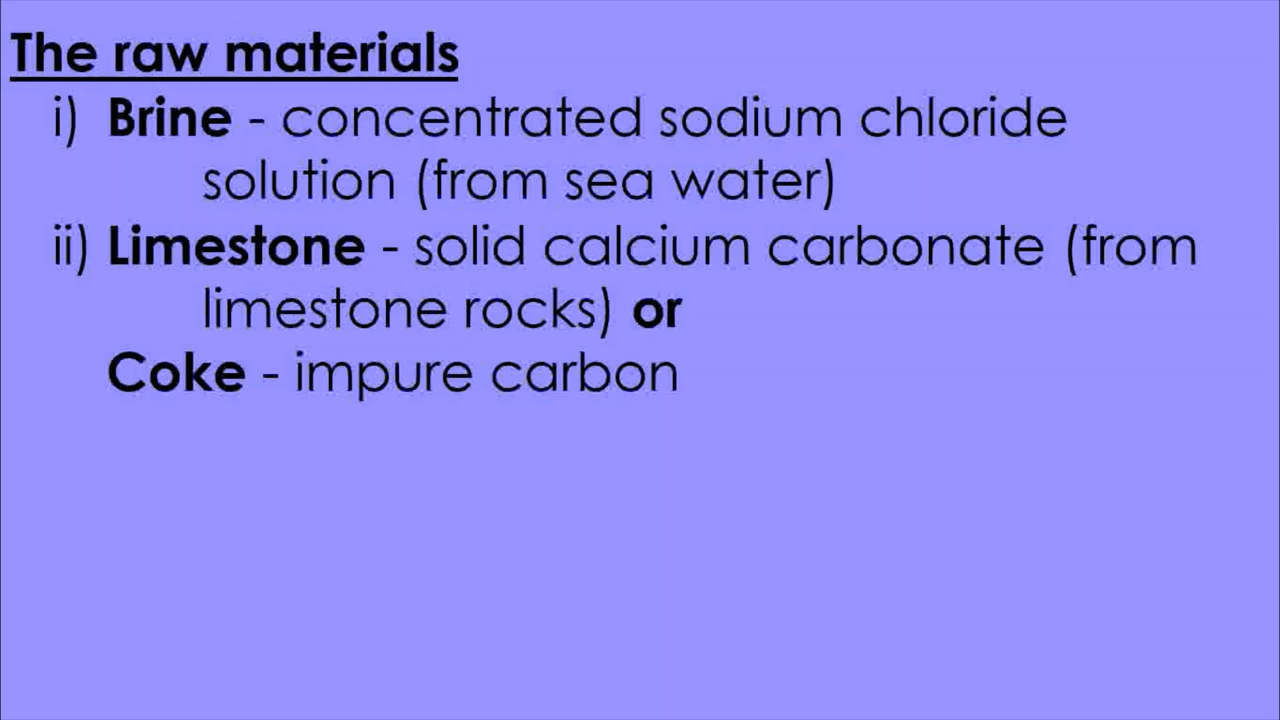 The raw materials
i) Brine - concentrated sodium chloride
solution (from sea water)
ii) Limestone - solid calcium carbonate (from
limestone rocks) or
Coke - impure carbon